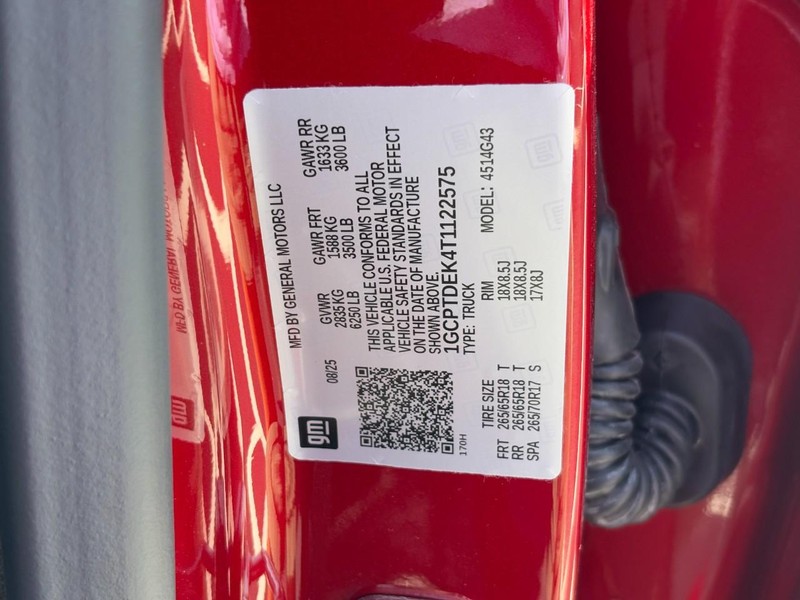 MFD BY GENERAL MOTORS LLC
gm
08/25
GVWR
2835 KG
6250 LB
GAWR FRT
1588 KG
3500 LB
GAWR RR
1633 KG
3600 LB
THIS VEHICLE CONFORMS TO ALL
APPLICABLE U.S. FEDERAL MOTOR
VEHICLE SAFETY STANDARDS IN EFFECT
ON THE DATE OF MANUFACTURE
SHOWN ABOVE.
1GCPTDEK4T1122575
TYPE: TRUCK
MODEL: 4514G43
170H
TIRE SIZE RIM
FRT 265/65R18 T 18X8.5J
RR 265/65R18 T 18X8.5J
SPA 265/70R17 S 17X8J